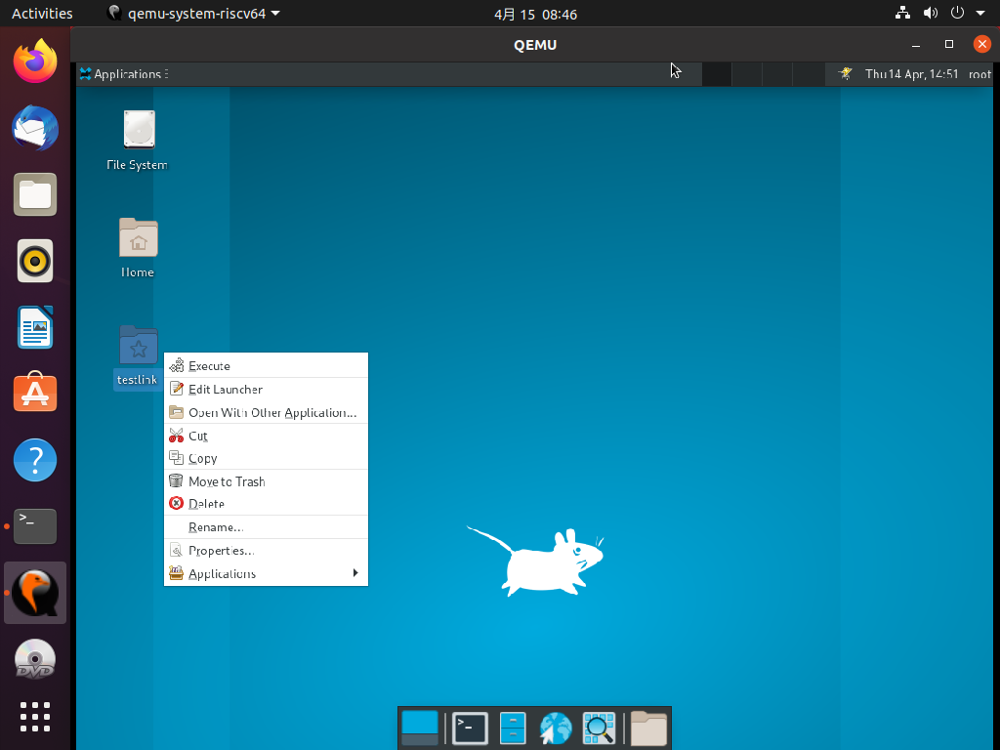 Activities qemu-system-riscv64 4月 15 08:46
QEMU
Applications Thu 14 Apr, 14:51 root
File System
Home
testlink
Execute
Edit Launcher
Open With Other Application...
Cut
Copy
Move to Trash
Delete
Rename...
Properties...
Applications
>_
?
DVD
>_